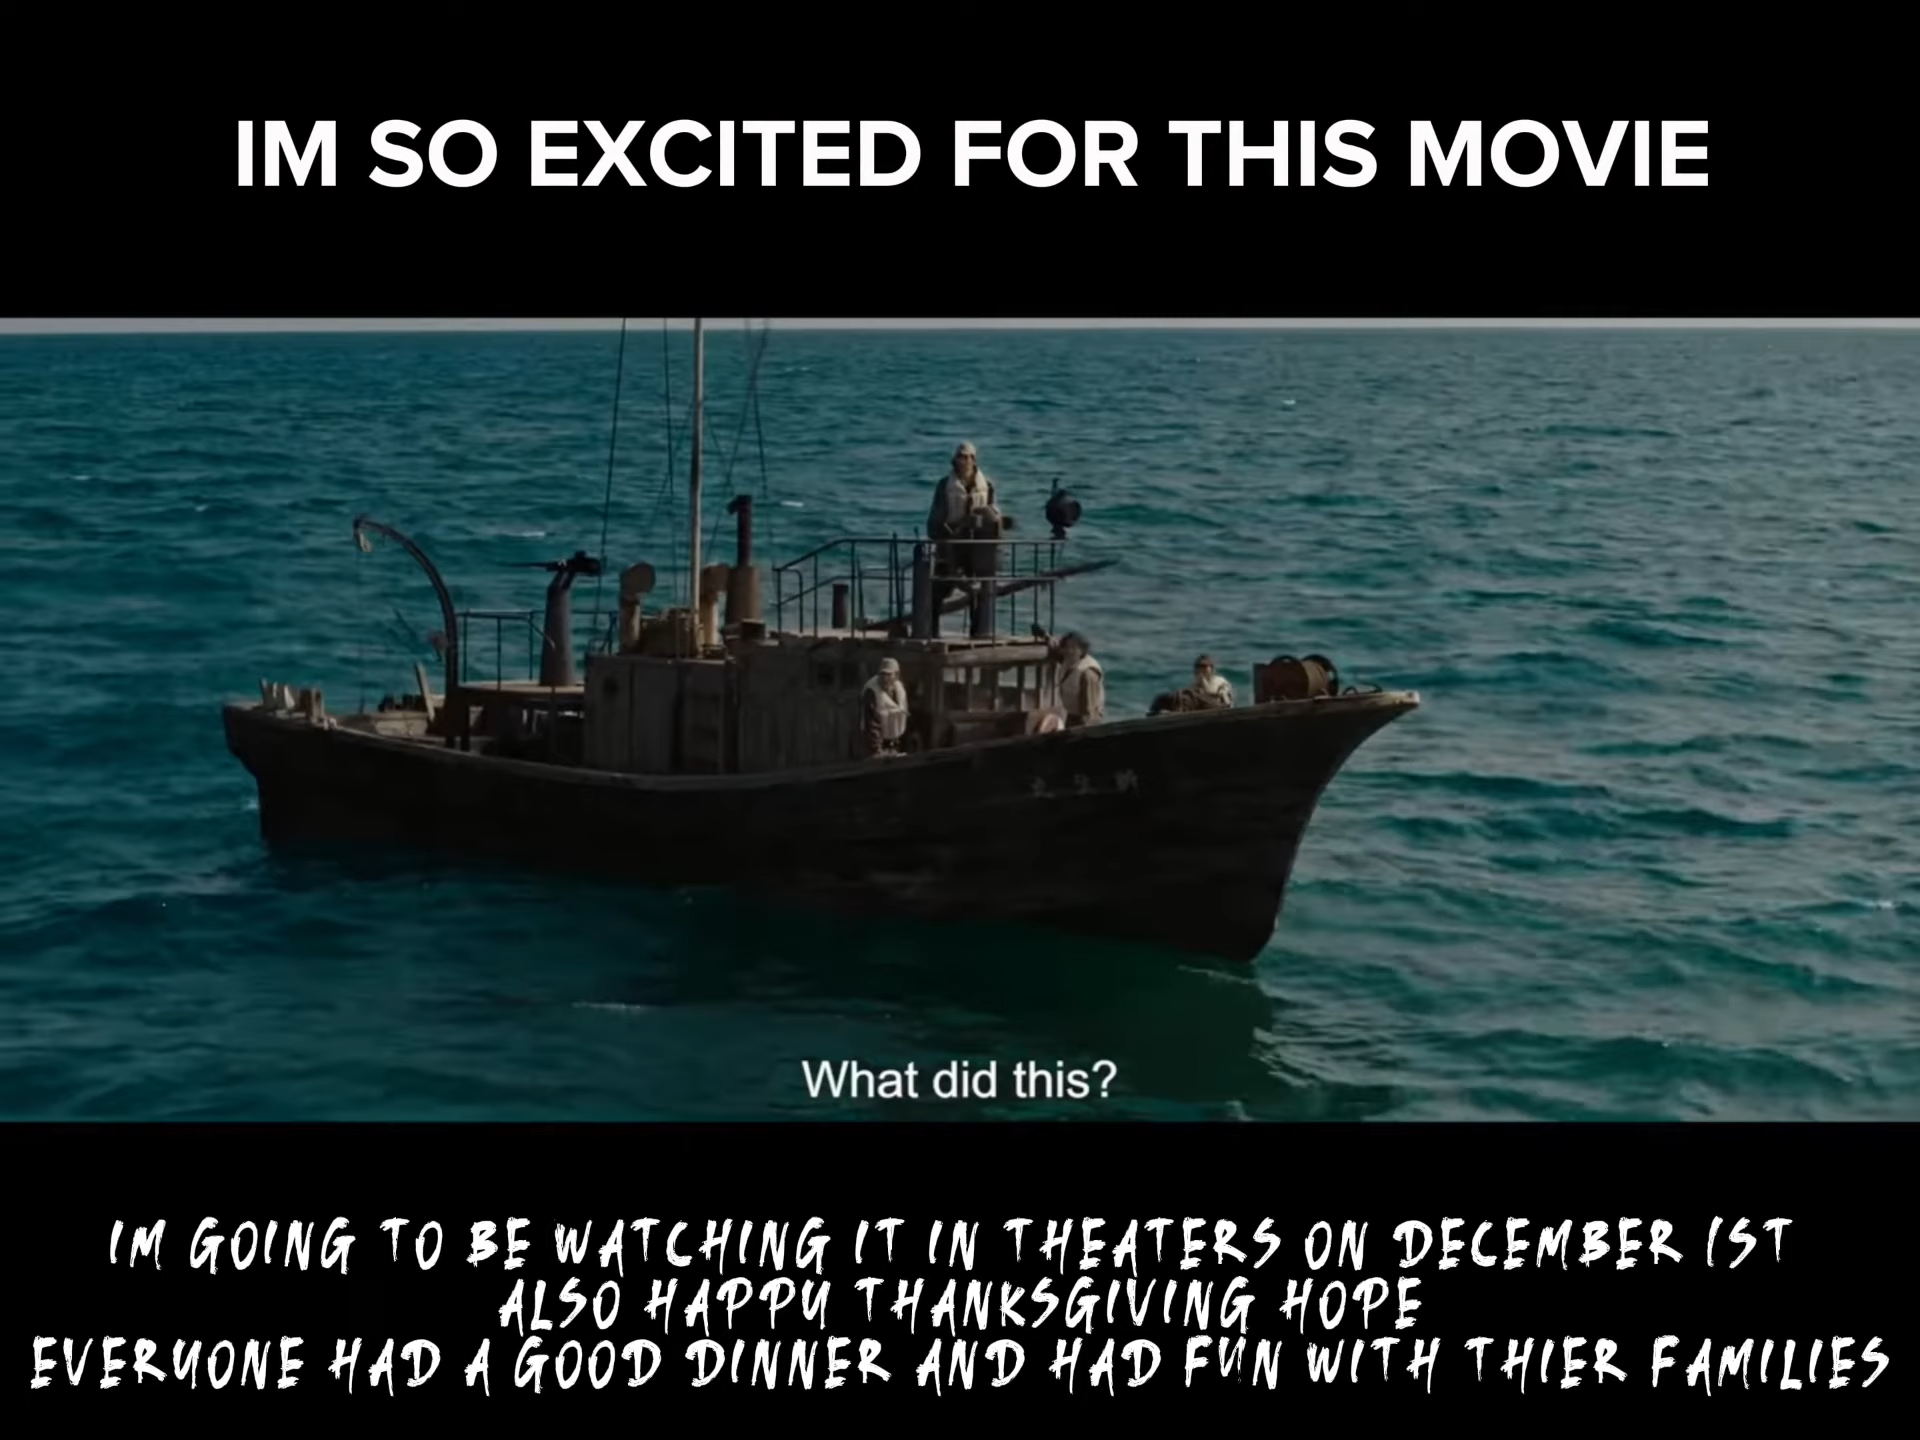 IM SO EXCITED FOR THIS MOVIE
What did this?
IM GOING TO BE WATCHING IT IN THEATERS ON DECEMBER 1ST
ALSO HAPPY THANKSGIVING HOPE
EVERYONE HAD A GOOD DINNER AND HAD FUN WITH THIER FAMILIES